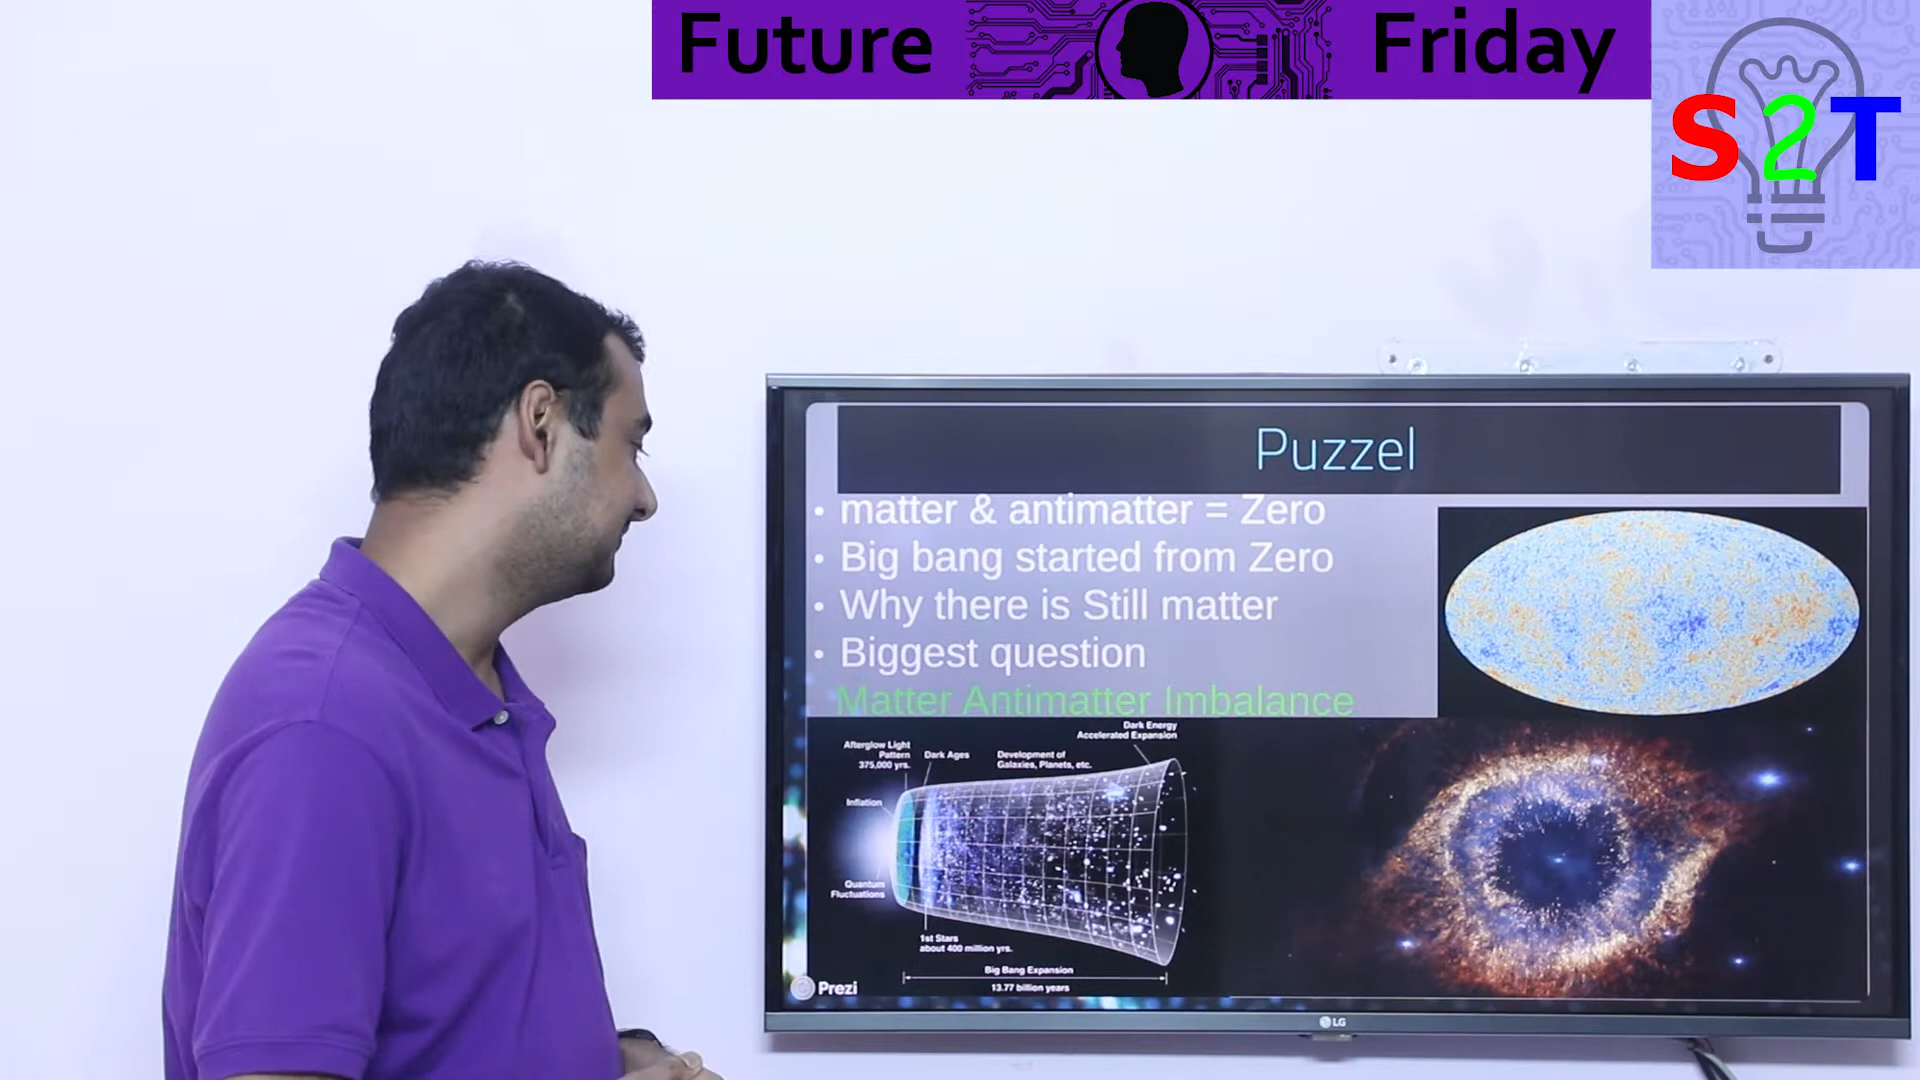 Future Friday
S2T
Puzzel
• matter & antimatter = Zero
• Big bang started from Zero
• Why there is Still matter
• Biggest question
Matter Antimatter Imbalance
Dark Energy
Accelerated Expansion
Afterglow Light
Pattern
375,000 yrs.
Dark Ages
Development of
Galaxies, Planets, etc.
Inflation
Quantum
Fluctuations
1st Stars
about 400 million yrs.
Big Bang Expansion
13.77 billion years
Prezi
LG